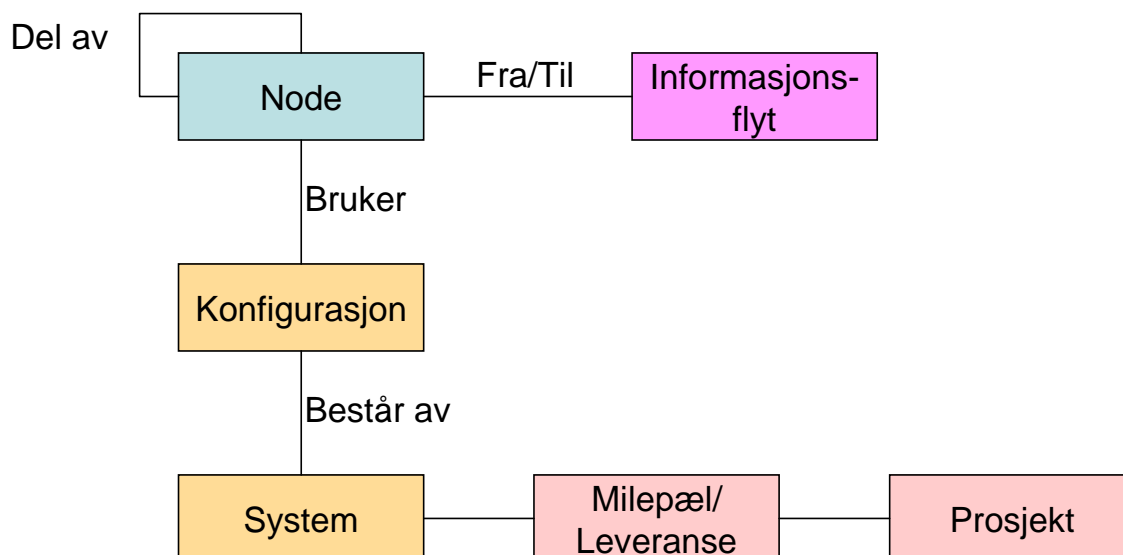 Del av
Node
Fra/Til
Informasjons-
flyt
Bruker
Konfigurasjon
Består av
System
Milepæl/
Leveranse
Prosjekt